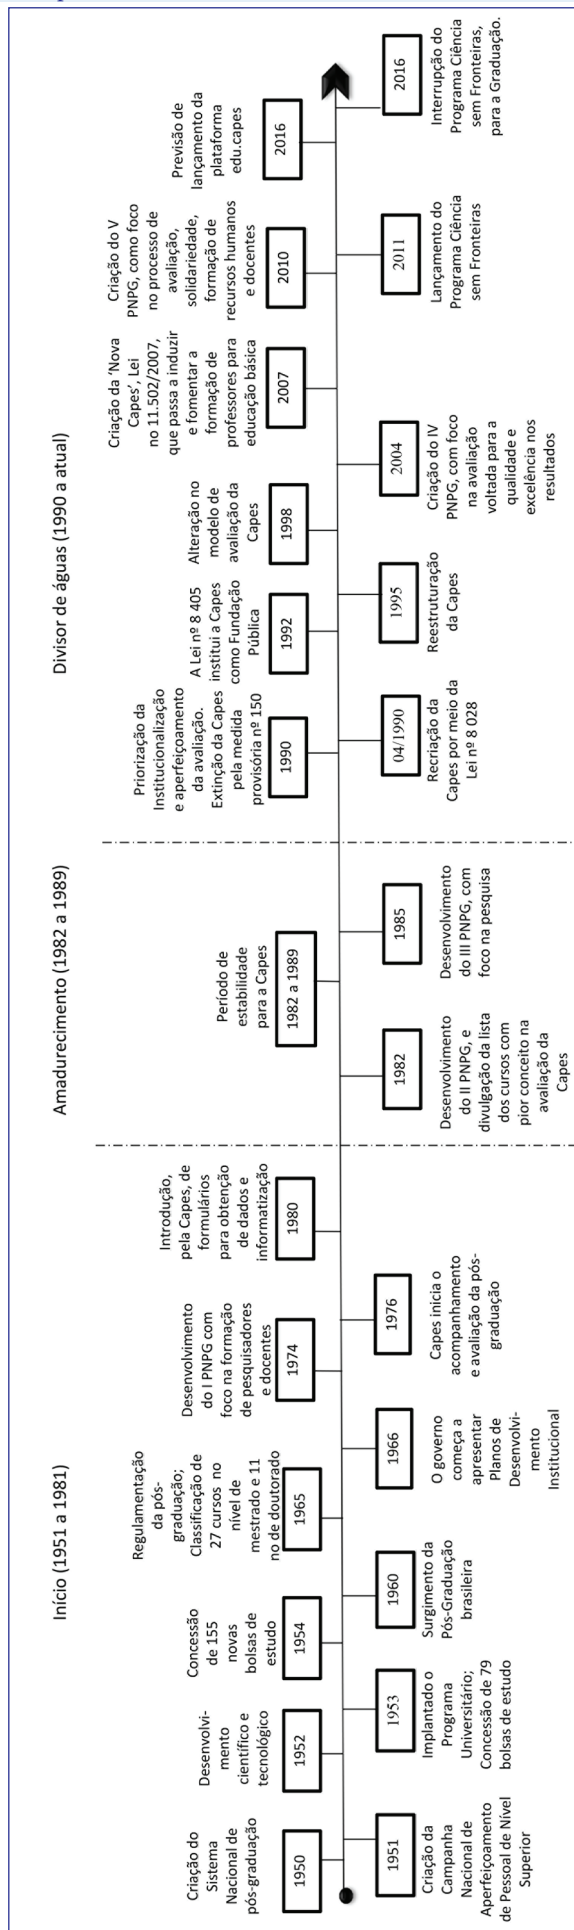 Início (1951 a 1981)
Criação do
Sistema
Nacional de
pós-graduação
1950
1951
Criação da
Campanha
Nacional de
Aperfeiçoamento
de Pessoal de Nível
Superior
Desenvolvi-
mento
científico e
tecnológico
1952
1953
Implantado o
Programa
Universitário;
Concessão de 79
bolsas de estudo
Concessão
de 155
novas
bolsas de
estudo
1954
1960
Surgimento da
Pós-Graduação
brasileira
Regulamentação
da pós-
graduação;
Classificação de
27 cursos no
nível de
mestrado e 11
no de doutorado
1965
1966
O governo
começa a
apresentar
Planos de
Desenvolvi-
mento
Institucional
Desenvolvimento
do I PNPG com
foco na formação
de pesquisadores
e docentes
1974
1976
Capes inicia o
acompanhamento
e avaliação da pós-
graduação
Introdução,
pela Capes, de
formulários
para obtenção
de dados e
informatização
1980
Amadurecimento (1982 a 1989)
1982
Desenvolvimento
do II PNPG, e
divulgação da lista
dos cursos com
pior conceito na
avaliação da
Capes
Período de
estabilidade
para a Capes
1982 a 1989
1985
Desenvolvimento
do III PNPG, com
foco na pesquisa
Divisor de águas (1990 a atual)
Priorização da
Institucionalização
e aperfeiçoamento
da avaliação.
Extinção da Capes
pela medida
provisória nº 150
1990
04/1990
Recriação da
Capes por meio da
Lei nº 8 028
A Lei nº 8 405
institui a Capes
como Fundação
Pública
1992
1995
Reestruturação
da Capes
Alteração no
modelo de
avaliação da
Capes
1998
2004
Criação do IV
PNPG, com foco
na avaliação
voltada para a
qualidade e
excelência nos
resultados
Criação da 'Nova
Capes', Lei
no 11.502/2007,
que passa a induzir
e fomentar a
formação de
professores para
educação básica
2007
Criação do V
PNPG, como foco
no processo de
avaliação,
solidariedade,
formação de
recursos humanos
e docentes
2010
2011
Lançamento do
Programa Ciência
sem Fronteiras
Previsão de
lançamento da
plataforma
edu.capes
2016
2016
Interrupção do
Programa Ciência
sem Fronteiras,
para a Graduação.